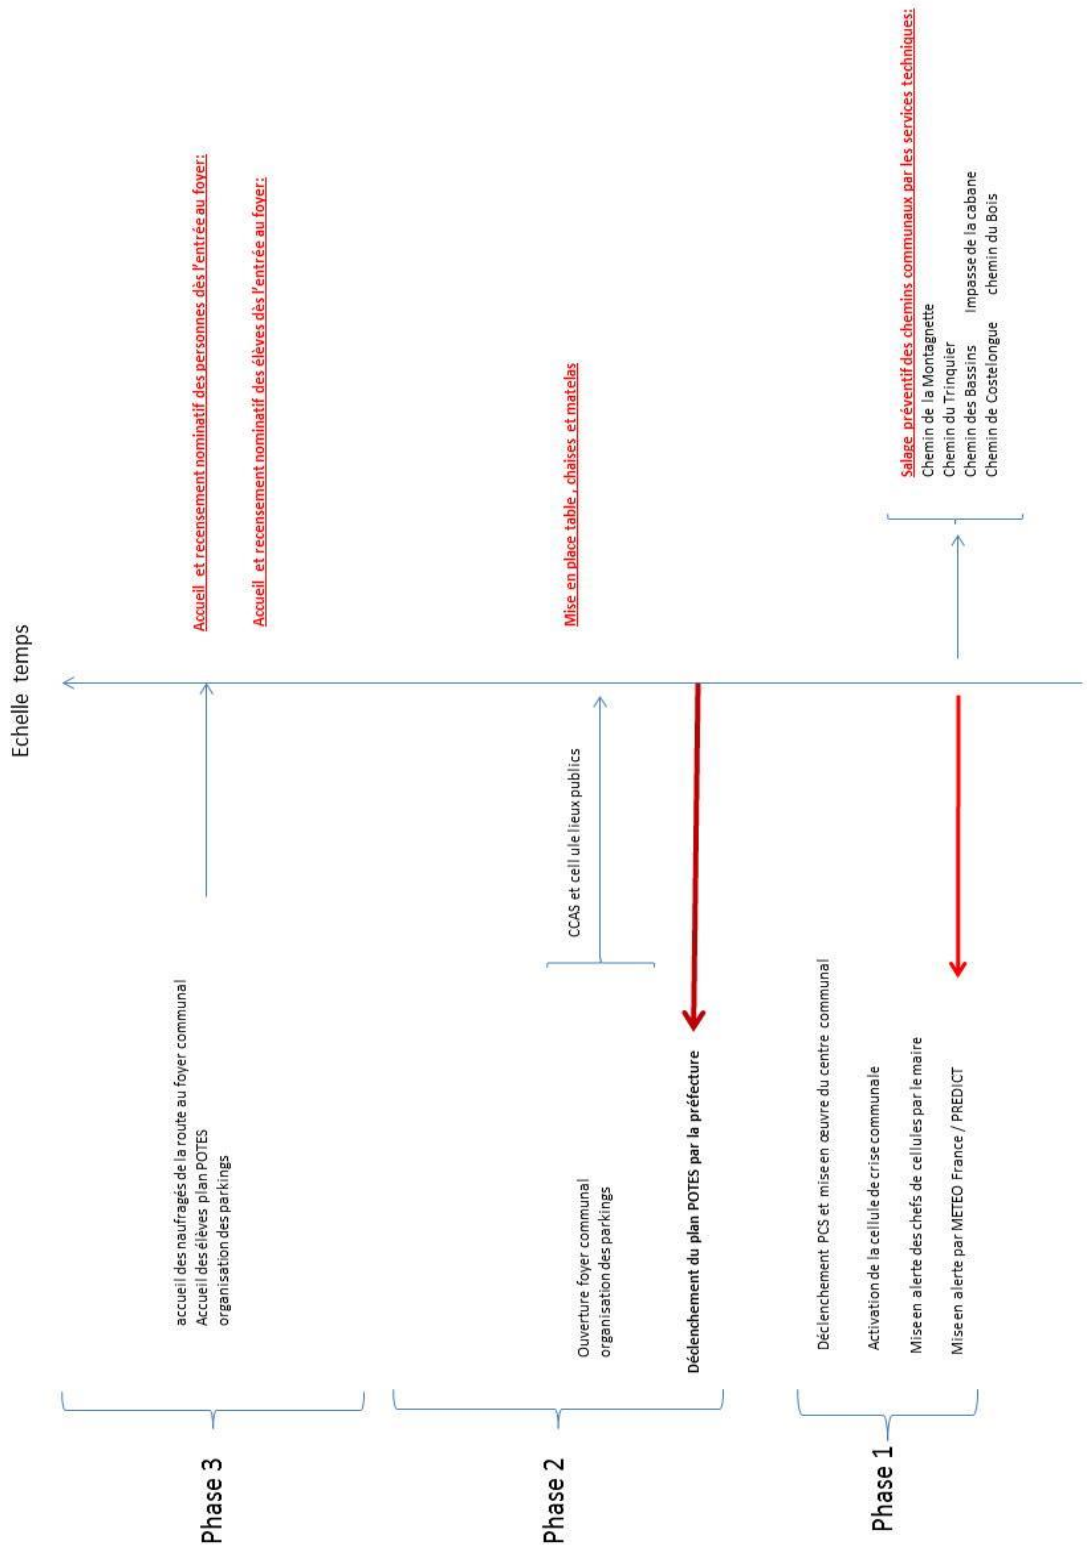 Echelle temps
Phase 3
accueil des naufragés de la route au foyer communal
Accueil des élèves plan POTES
organisation des parkings
Accueil et recensement nominatif des personnes dès l'entrée au foyer:
Accueil et recensement nominatif des élèves dès l'entrée au foyer:
Phase 2
Ouverture foyer communal
organisation des parkings
CCAS et cell ule lieux publics
Mise en place table , chaises et matelas
Déclenchement du plan POTES par la préfecture
Phase 1
Déclenchement PCS et mise en œuvre du centre communal
Activation de la cellule de crise communale
Mise en alerte des chefs de cellules par le maire
Mise en alerte par METEO France / PREDICT
Salage préventif des chemins communaux par les services techniques:
Chemin de la Montagnette
Chemin du Trinquier
Chemin des Bassins Impasse de la cabane
Chemin de Costelongue chemin du Bois